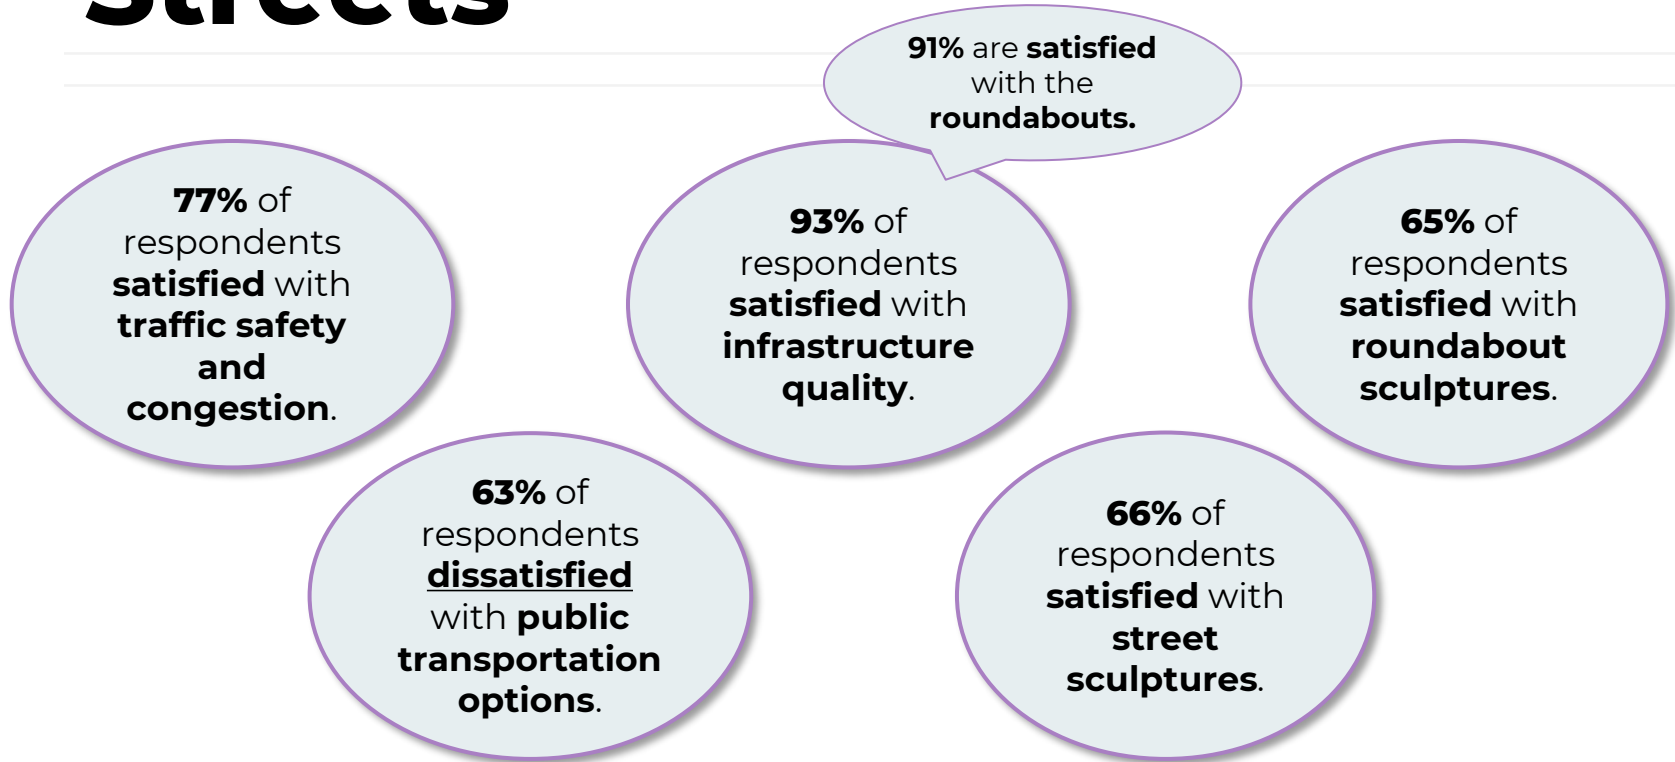 Streets
91% are satisfied
with the
roundabouts.
77% of
respondents
satisfied with
traffic safety
and
congestion.
93% of
respondents
satisfied with
infrastructure
quality.
65% of
respondents
satisfied with
roundabout
sculptures.
63% of
respondents
dissatisfied
with public
transportation
options.
66% of
respondents
satisfied with
street
sculptures.